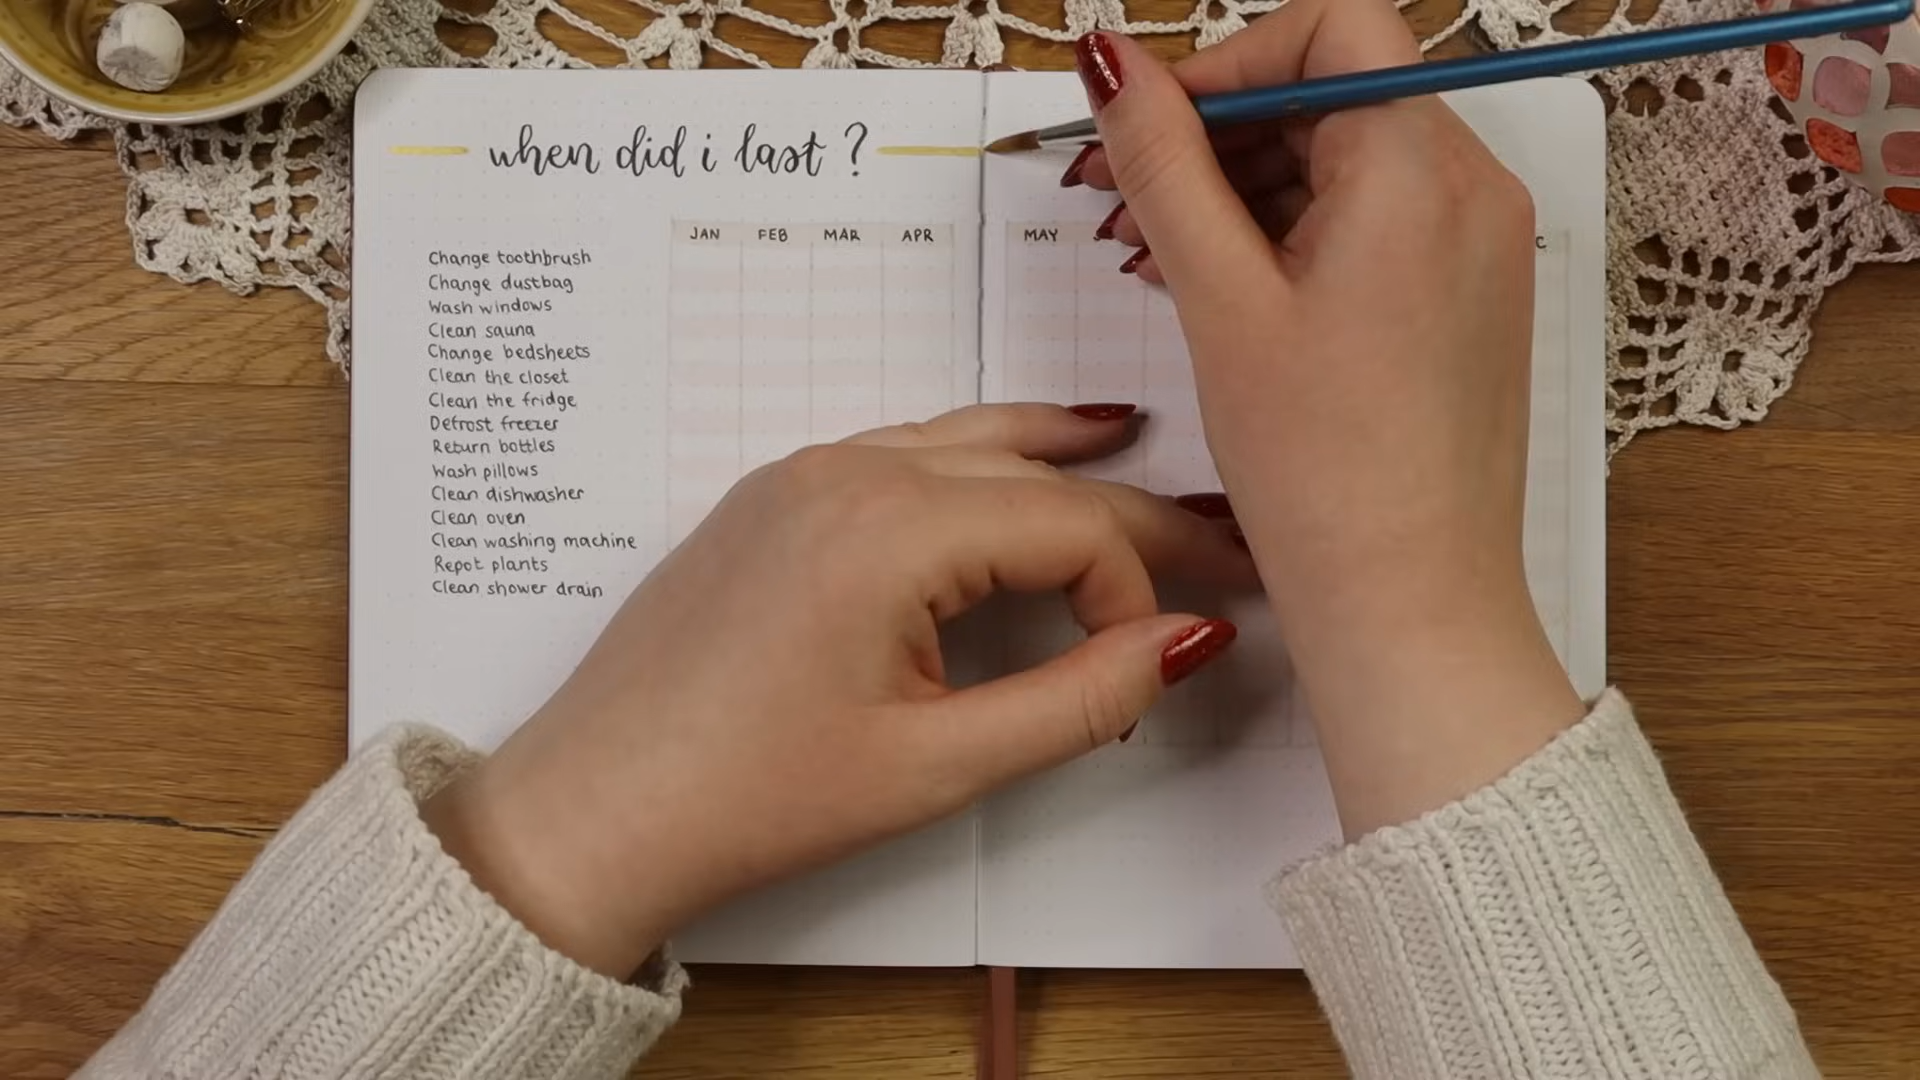 when did i last ?
JAN FEB MAR APR MAY
Change toothbrush
Change dustbag
Wash windows
Clean sauna
Change bedsheets
Clean the closet
Clean the fridge
Defrost freezer
Return bottles
Wash pillows
Clean dishwasher
Clean oven
Clean washing machine
Repot plants
Clean shower drain